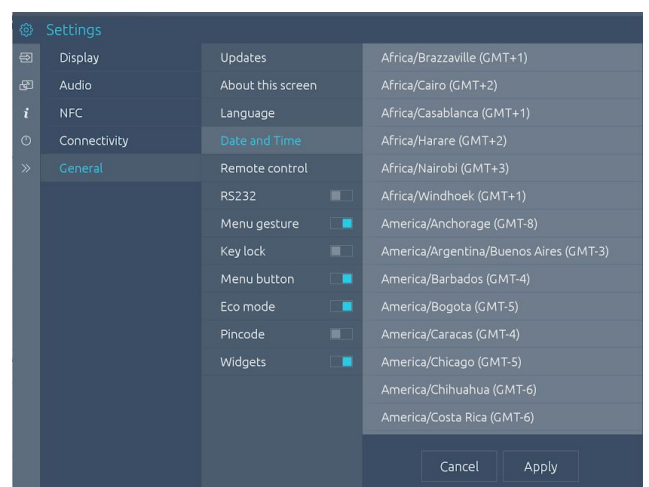 Settings
Display
Audio
NFC
Connectivity
General
Updates
About this screen
Language
Date and Time
Remote control
RS232
Menu gesture
Key lock
Menu button
Eco mode
Pincode
Widgets
Africa/Brazzaville (GMT+1)
Africa/Cairo (GMT+2)
Africa/Casablanca (GMT+1)
Africa/Harare (GMT+2)
Africa/Nairobi (GMT+3)
Africa/Windhoek (GMT+1)
America/Anchorage (GMT-8)
America/Argentina/Buenos Aires (GMT-3)
America/Barbados (GMT-4)
America/Bogota (GMT-5)
America/Caracas (GMT-4)
America/Chicago (GMT-5)
America/Chihuahua (GMT-6)
America/Costa Rica (GMT-6)
Cancel
Apply